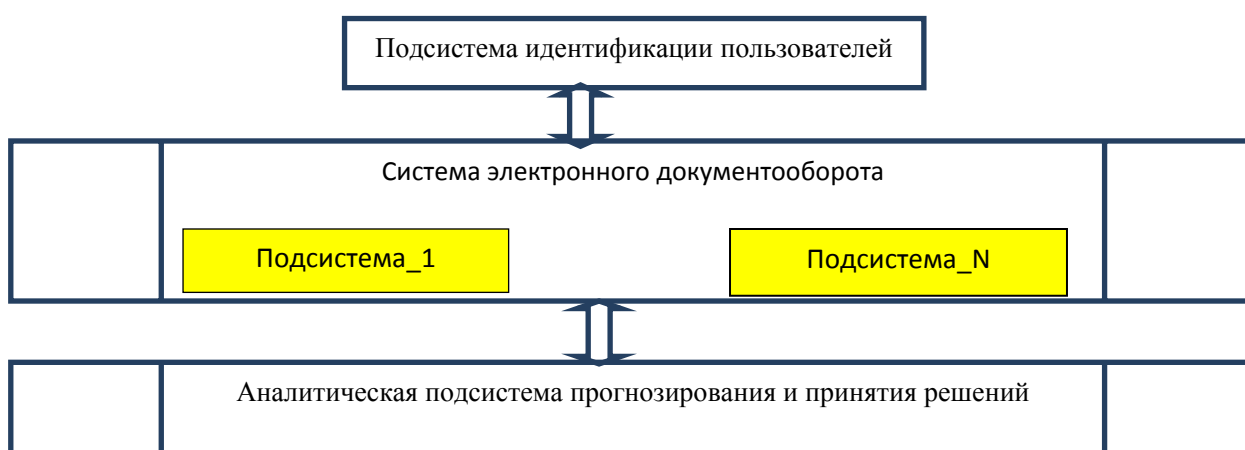 Подсистема идентификации пользователей
Система электронного документооборота
Подсистема_1
Подсистема_N
Аналитическая подсистема прогнозирования и принятия решений